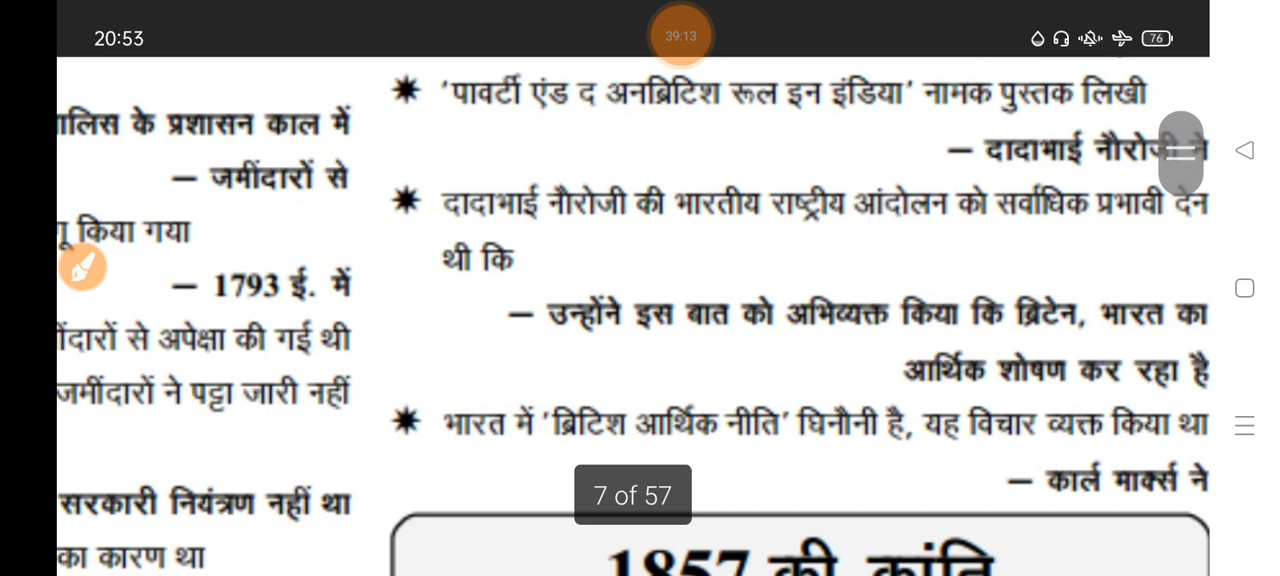 20:53
39:13
76
ालिस के प्रशासन काल में
– जमींदारों से
गू किया गया
– 1793 ई. में
ींदारों से अपेक्षा की गई थी
जमींदारों ने पट्टा जारी नहीं
सरकारी नियंत्रण नहीं था
का कारण था
✷ 'पावर्टी एंड द अनब्रिटिश रूल इन इंडिया' नामक पुस्तक लिखी
– दादाभाई नौरोजी ने
✷ दादाभाई नौरोजी की भारतीय राष्ट्रीय आंदोलन को सर्वाधिक प्रभावी देन
थी कि
– उन्होंने इस बात को अभिव्यक्त किया कि ब्रिटेन, भारत का
आर्थिक शोषण कर रहा है
✷ भारत में 'ब्रिटिश आर्थिक नीति' घिनौनी है, यह विचार व्यक्त किया था
– कार्ल मार्क्स ने
7 of 57
1857 की क्रांति